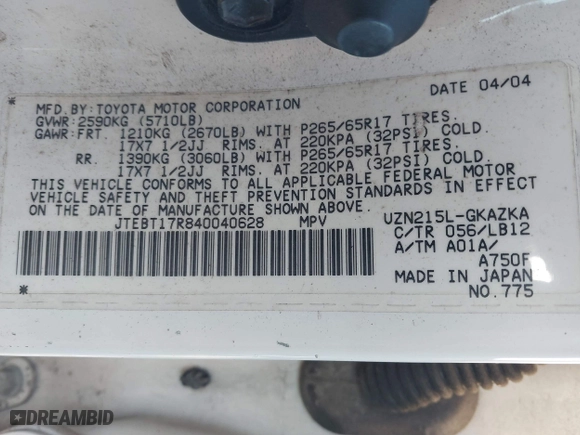 MFD.BY:TOYOTA MOTOR CORPORATION DATE 04/04
GVWR:2590KG (5710LB)
GAWR:FRT. 1210KG (2670LB) WITH P265/65R17 TIRES.
17X7 1/2JJ RIMS. AT 220KPA (32PSI) COLD.
RR. 1390KG (3060LB) WITH P265/65R17 TIRES.
17X7 1/2JJ RIMS. AT 220KPA (32PSI) COLD.
THIS VEHICLE CONFORMS TO ALL APPLICABLE FEDERAL MOTOR
VEHICLE SAFETY AND THEFT PREVENTION STANDARDS IN EFFECT
ON THE DATE OF MANUFACTURE SHOWN ABOVE.
*JTEBT17R840040628* MPV UZN215L-GKAZKA
C/TR 056/LB12
A/TM A01A/
A750F
MADE IN JAPAN
NO.775
DREAMBID